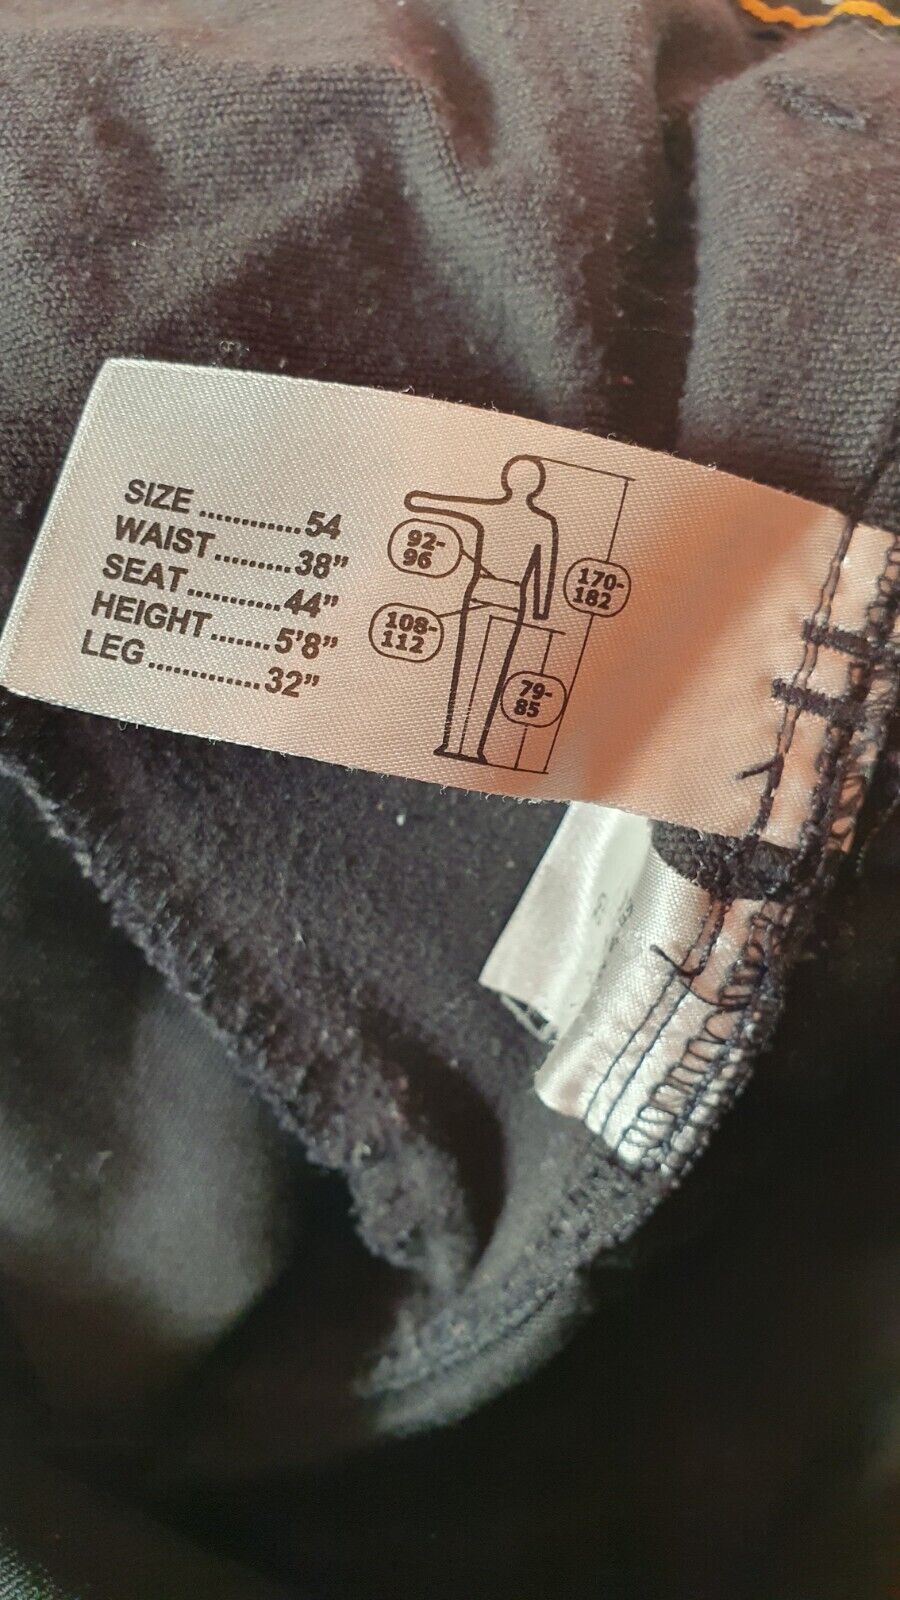 SIZE ............ 54
WAIST.......... 38”
SEAT............ 44”
HEIGHT....... 5’8”
LEG.............. 32”
92-
96
108-
112
170-
182
79-
85